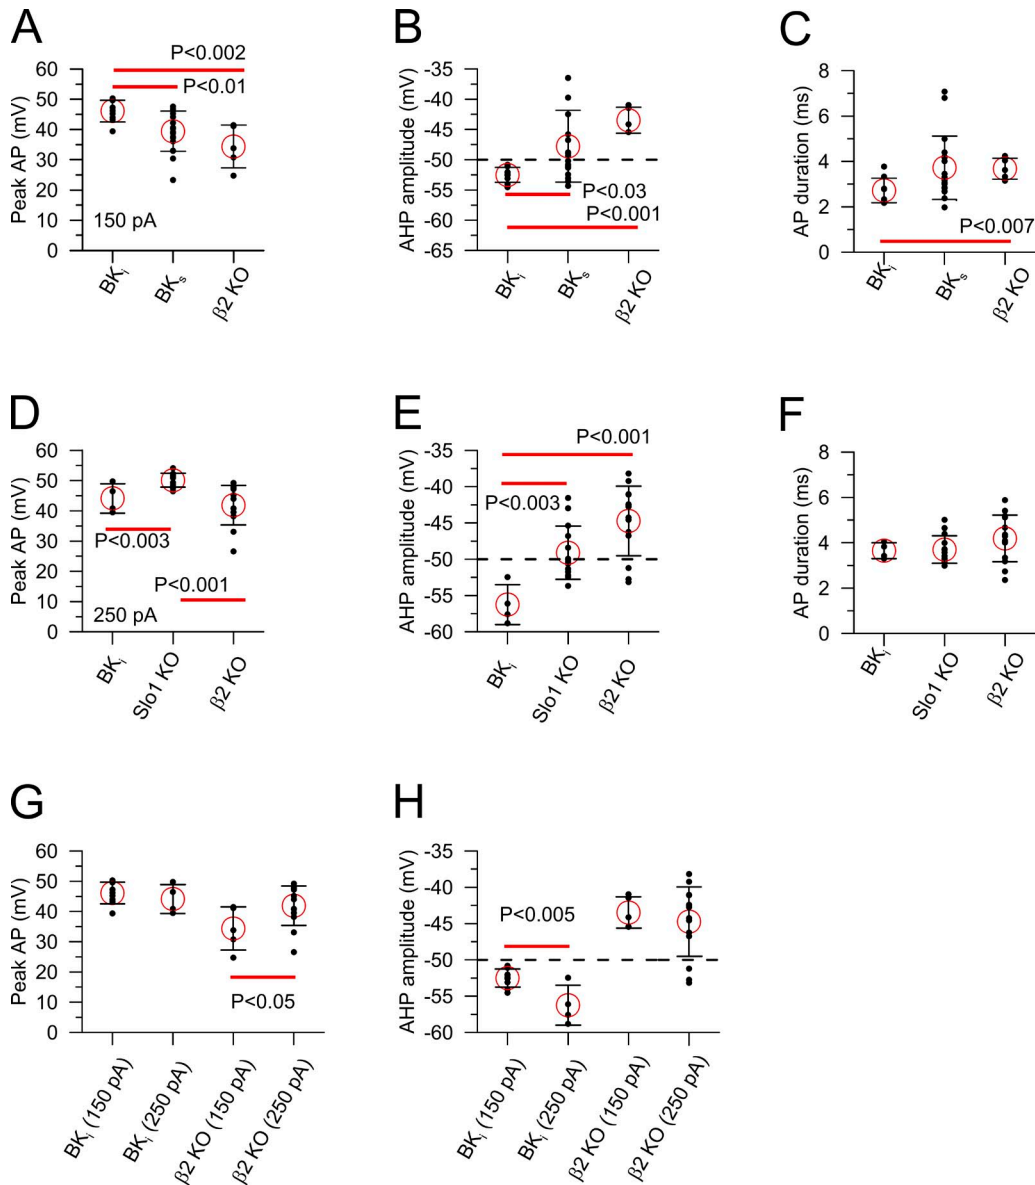 A
P<0.002
P<0.01
60
50
40
30
20
10
0
Peak AP (mV)
150 pA
BKi
BKs
β2 KO
B
-35
-40
-45
-50
-55
-60
-65
AHP amplitude (mV)
P<0.03
P<0.001
BKi
BKs
β2 KO
C
8
6
4
2
0
AP duration (ms)
P<0.007
BKi
BKs
β2 KO
D
60
50
40
30
20
10
0
Peak AP (mV)
P<0.003
P<0.001
250 pA
BKi
Slo1 KO
β2 KO
E
-35
-40
-45
-50
-55
-60
AHP amplitude (mV)
P<0.001
P<0.003
BKi
Slo1 KO
β2 KO
F
8
6
4
2
0
AP duration (ms)
BKi
Slo1 KO
β2 KO
G
60
50
40
30
20
10
0
Peak AP (mV)
P<0.05
BKi (150 pA)
BKi (250 pA)
β2 KO (150 pA)
β2 KO (250 pA)
H
-35
-40
-45
-50
-55
-60
AHP amplitude (mV)
P<0.005
BKi (150 pA)
BKi (250 pA)
β2 KO (150 pA)
β2 KO (250 pA)